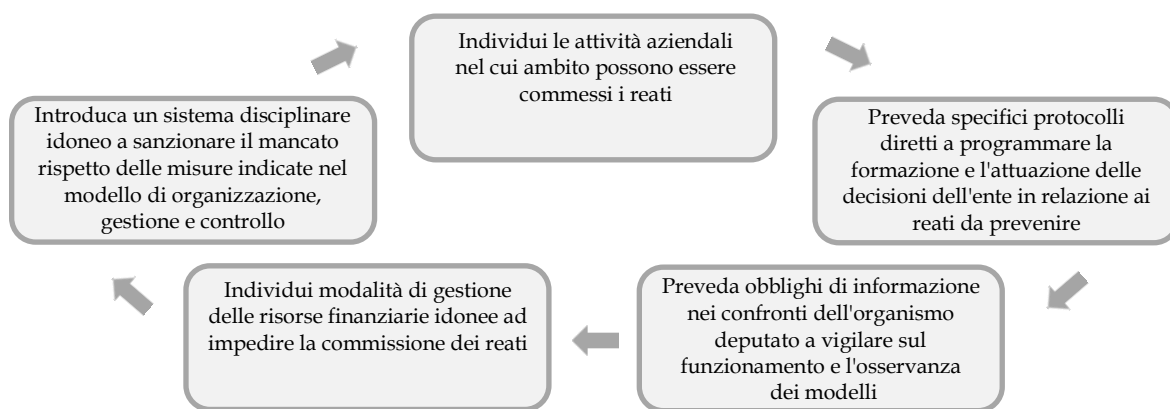 Individui le attività aziendali
nel cui ambito possono essere
commessi i reati
Preveda specifici protocolli
diretti a programmare la
formazione e l'attuazione delle
decisioni dell'ente in relazione ai
reati da prevenire
Preveda obblighi di informazione
nei confronti dell'organismo
deputato a vigilare sul
funzionamento e l'osservanza
dei modelli
Individui modalità di gestione
delle risorse finanziarie idonee ad
impedire la commissione dei reati
Introduca un sistema disciplinare
idoneo a sanzionare il mancato
rispetto delle misure indicate nel
modello di organizzazione,
gestione e controllo